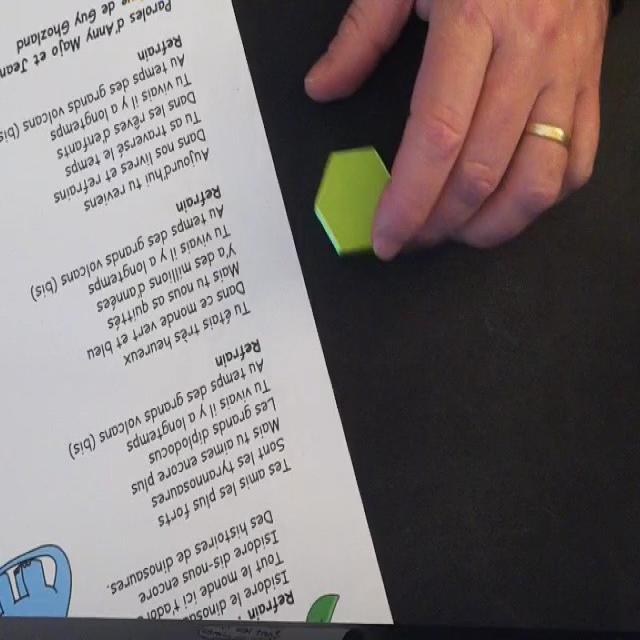 Refrain
Isidore le
Tout le monde ici
Isidore dis-nous encore
Des histoires de dinosaures.
Tes amis les plus forts
Sont les tyrannosaures
Mais tu aimes encore plus
Les grands diplodocus
Tu vivais il y a longtemps
Au temps des grands volcans (bis)
Refrain
Tu étais très heureux
Dans ce monde vert et bleu
Mais tu nous as quittés
Y'a des millions d'années
Tu vivais il y a longtemps
Au temps des grands volcans (bis)
Refrain
Aujourd'hui tu reviens
Dans nos livres et refrains
Tu as traversé le temps
Dans les rêves d'enfants
Tu vivais il y a longtemps
Au temps des grands volcans (bis)
Refrain
Paroles d'Anny Majo et Jean
de Guy Ghozland